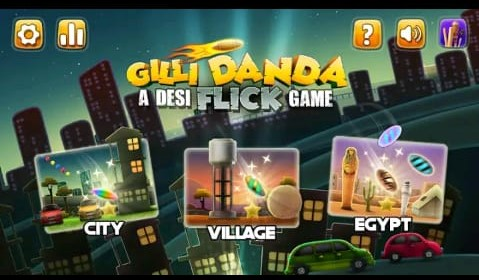 ?
GILLI DANDA
A DESI FLICK GAME
CITY
VILLAGE
EGYPT